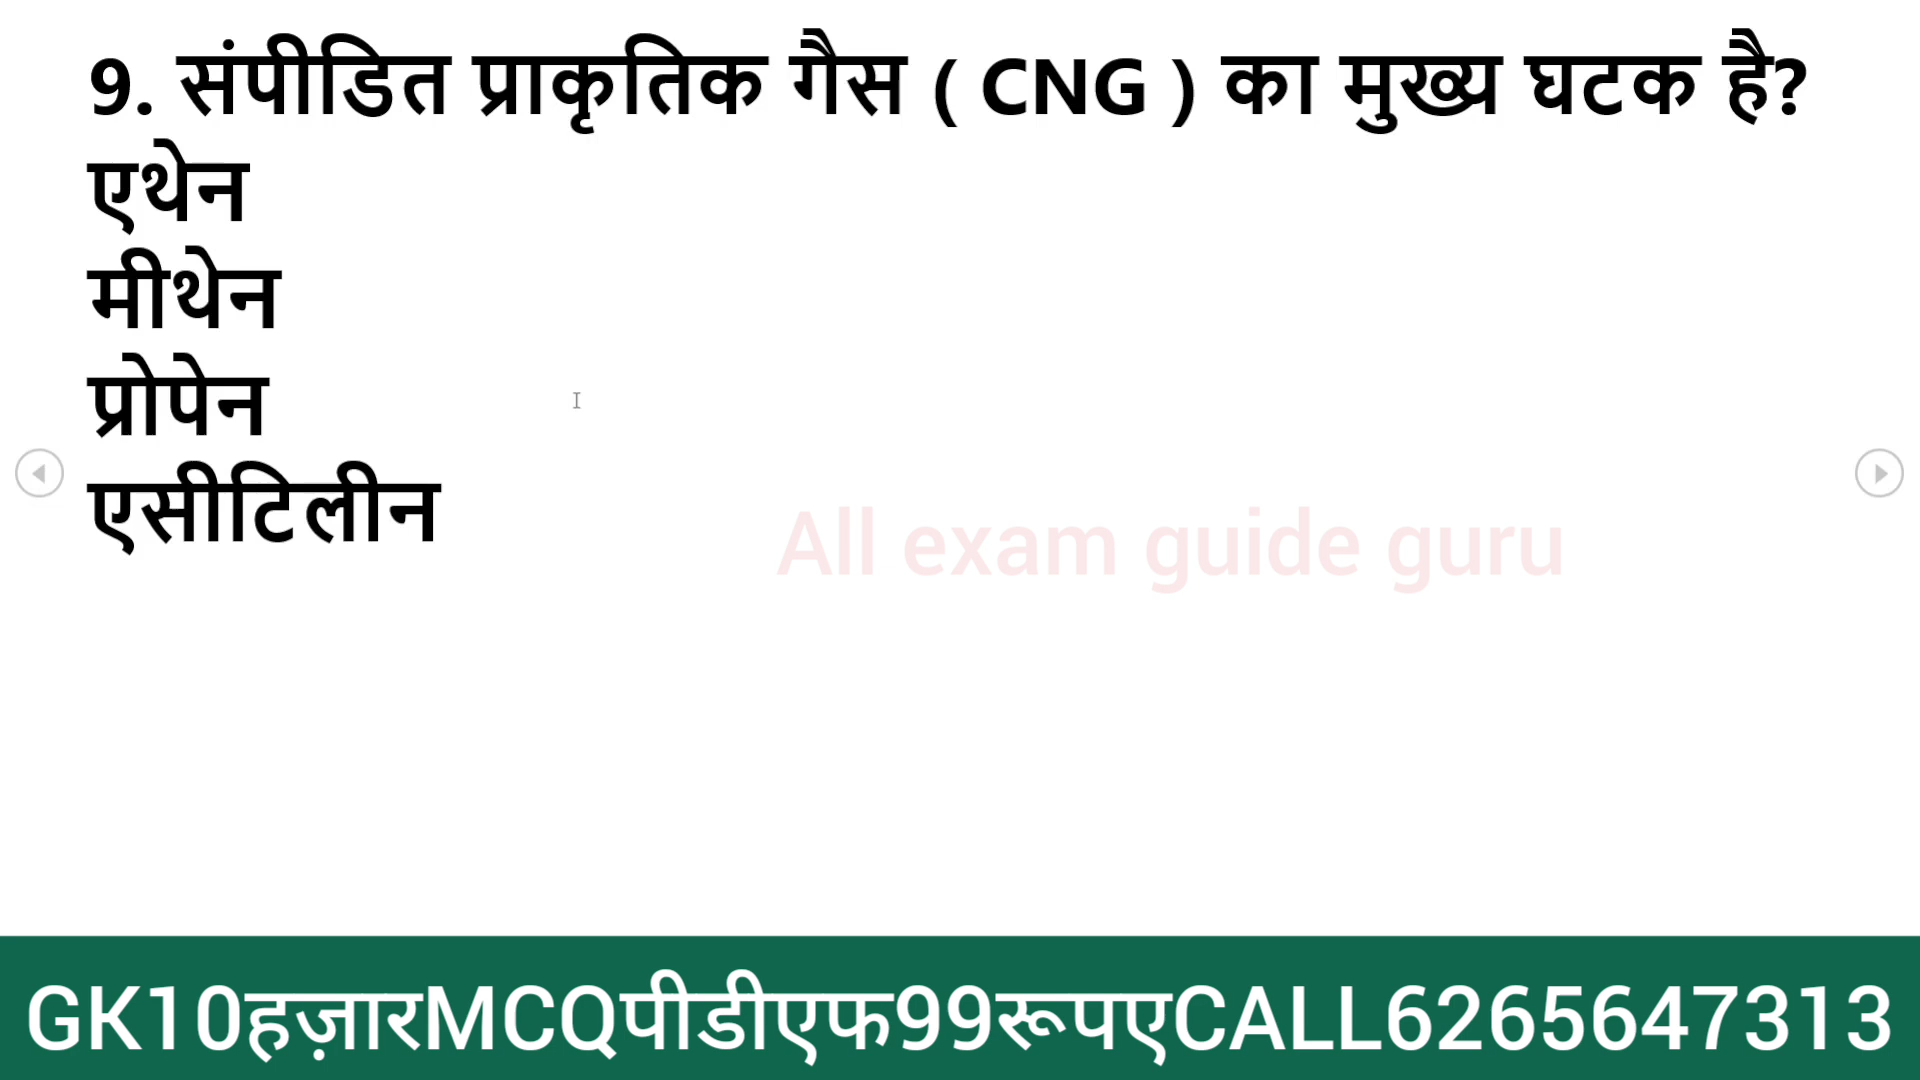 9. संपीडित प्राकृतिक गैस ( CNG ) का मुख्य घटक है?
एथेन
मीथेन
प्रोपेन
एसीटिलीन
All exam guide guru
GK10हज़ारMCQपीडीएफ99रूपएCALL6265647313